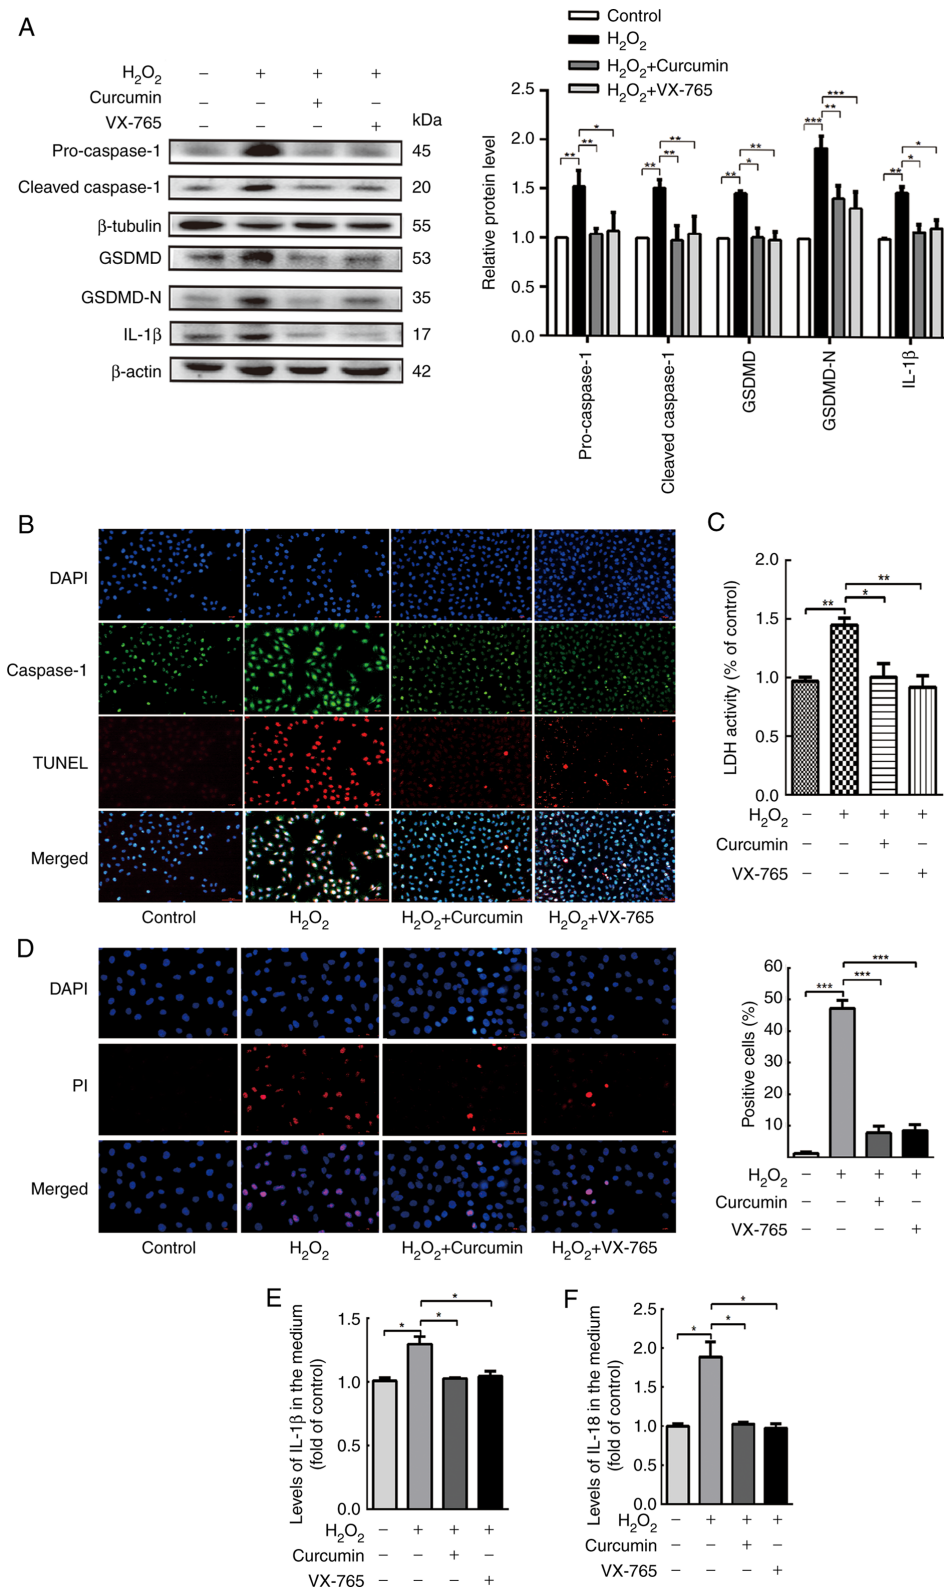 A
H2O2 – + + +
Curcumin – – + –
VX-765 – – – +
kDa
Pro-caspase-1 45
Cleaved caspase-1 20
β-tubulin 55
GSDMD 53
GSDMD-N 35
IL-1β 17
β-actin 42
Control
H2O2
H2O2+Curcumin
H2O2+VX-765
Relative protein level
2.5
2.0
1.5
1.0
0.5
0.0
** ** *
** ** **
** * **
*** ** ***
** * *
Pro-caspase-1
Cleaved caspase-1
GSDMD
GSDMD-N
IL-1β
B
DAPI
Caspase-1
TUNEL
Merged
Control H2O2 H2O2+Curcumin H2O2+VX-765
C
LDH activity (% of control)
2.0
1.5
1.0
0.5
0.0
** * **
H2O2 – + + +
Curcumin – – + –
VX-765 – – – +
D
DAPI
PI
Merged
Control H2O2 H2O2+Curcumin H2O2+VX-765
Positive cells (%)
60
50
40
30
20
10
*** *** ***
H2O2 – + + +
Curcumin – – + –
VX-765 – – – +
E
Levels of IL-1β in the medium
(fold of control)
1.5
1.0
0.5
0.0
* * *
H2O2 – + + +
Curcumin – – + –
VX-765 – – – +
F
Levels of IL-18 in the medium
(fold of control)
2.5
2.0
1.5
1.0
0.5
0.0
* * *
H2O2 – + + +
Curcumin – – + –
VX-765 – – – +